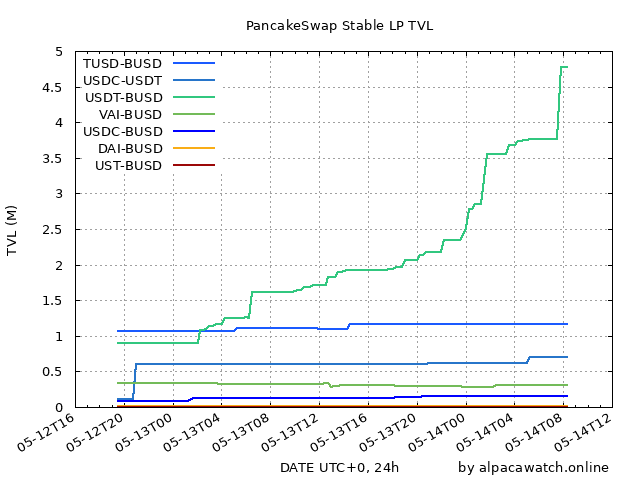 PancakeSwap Stable LP TVL
TVL (M)
5
4.5
4
3.5
3
2.5
2
1.5
1
0.5
0
TUSD-BUSD
USDC-USDT
USDT-BUSD
VAI-BUSD
USDC-BUSD
DAI-BUSD
UST-BUSD
05-12T16
05-12T20
05-13T00
05-13T04
05-13T08
05-13T12
05-13T16
05-13T20
05-14T00
05-14T04
05-14T08
05-14T12
DATE UTC+0, 24h
by alpacawatch.online